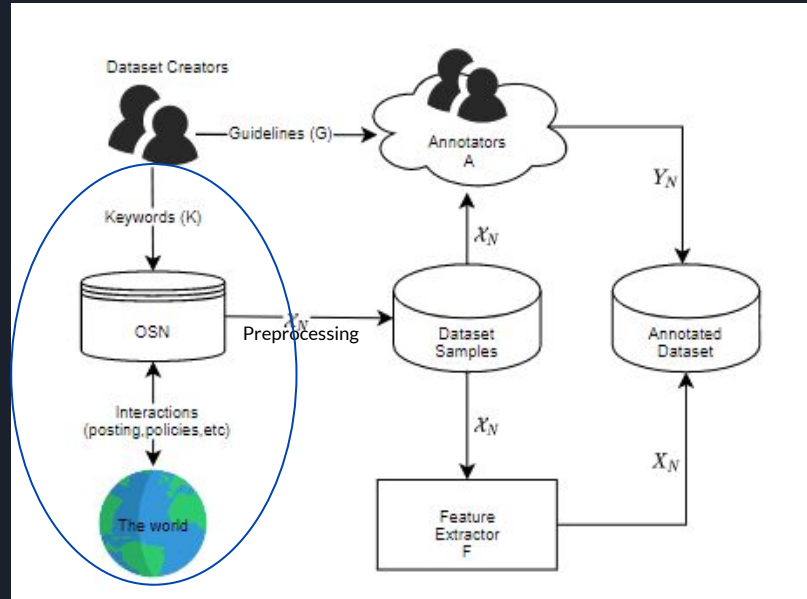 Dataset Creators
Guidelines (G)
Annotators
A
Keywords (K)
Y_N
𝒳_N
OSN
𝒳_N
Preprocessing
Dataset
Samples
Annotated
Dataset
Interactions
(posting,policies,etc)
𝒳_N
X_N
The world
Feature
Extractor
F